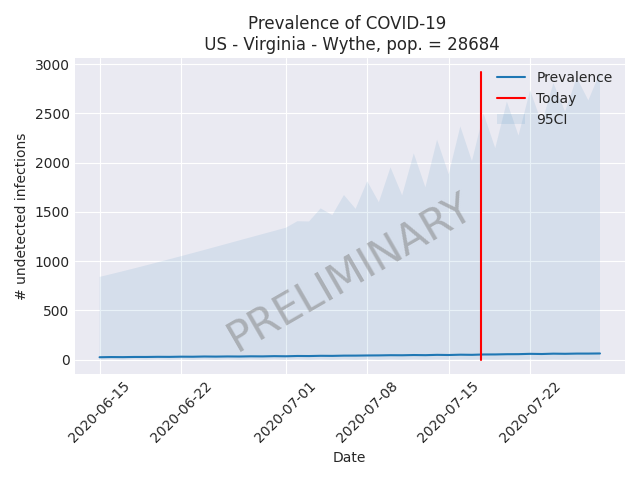 Prevalence of COVID-19
US - Virginia - Wythe, pop. = 28684
3000
2500
2000
1500
1000
500
0
# undetected infections
Prevalence
Today
95CI
PRELIMINARY
2020-06-15
2020-06-22
2020-07-01
2020-07-08
2020-07-15
2020-07-22
Date